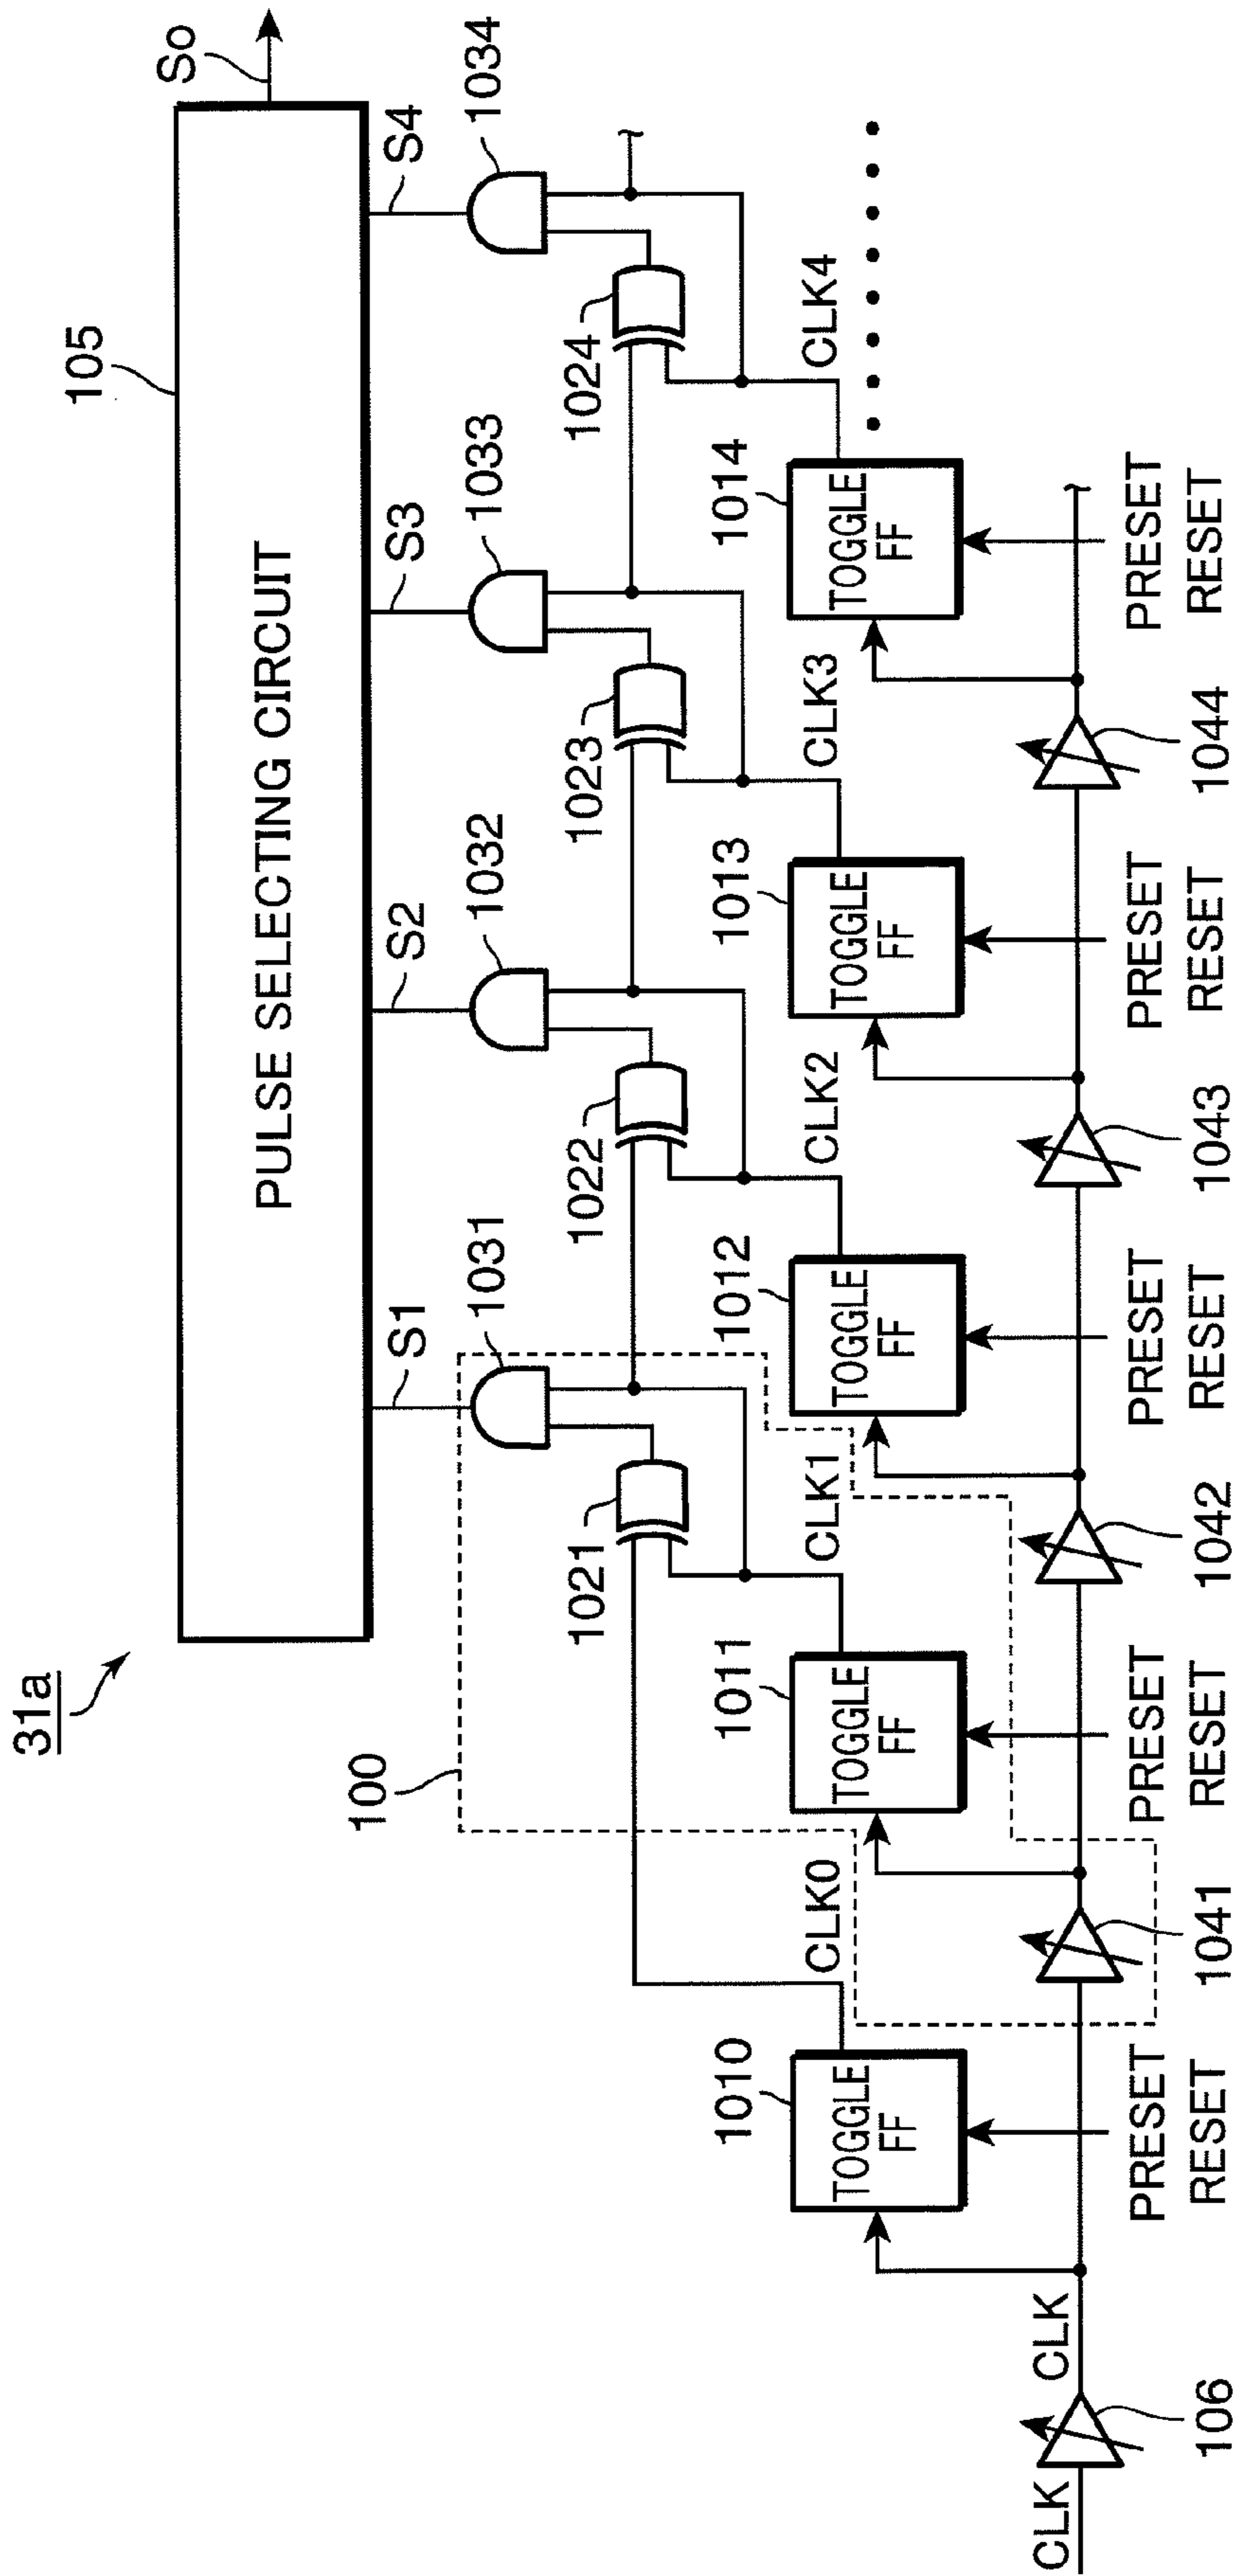 31a
105
PULSE SELECTING CIRCUIT
So
S1
S2
S3
S4
100
1031
1032
1033
1034
1021
1022
1023
1024
1010
TOGGLE
FF
CLK0
1011
TOGGLE
FF
CLK1
1012
TOGGLE
FF
CLK2
1013
TOGGLE
FF
CLK3
1014
TOGGLE
FF
CLK4
CLK
CLK
106
PRESET
RESET
1041
PRESET
RESET
1042
PRESET
RESET
1043
PRESET
RESET
1044
PRESET
RESET